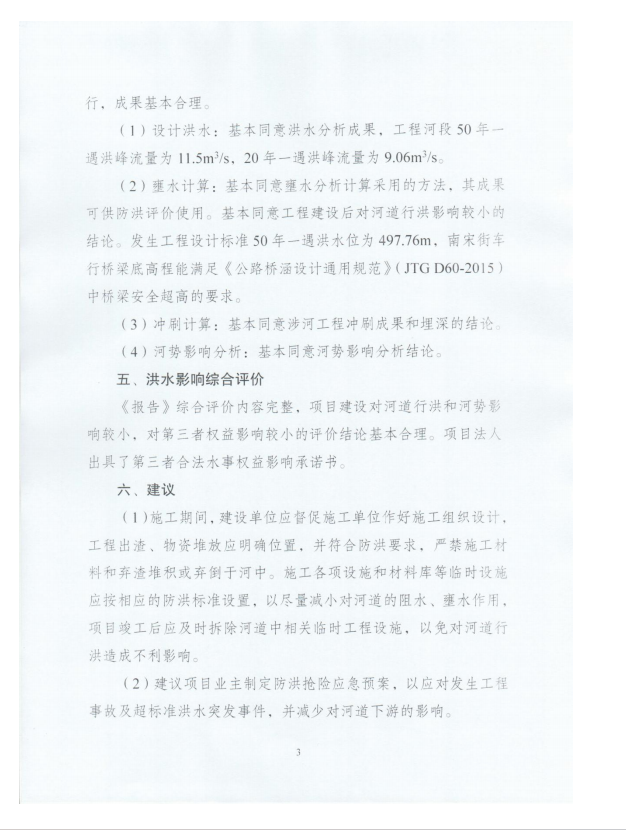 行，成果基本合理。
（1）设计洪水：基本同意洪水分析成果，工程河段 50 年一
遇洪峰流量为 11.5m³/s，20 年一遇洪峰流量为 9.06m³/s。
（2）壅水计算：基本同意壅水分析计算采用的方法，其成果
可供防洪评价使用。基本同意工程建设后对河道行洪影响较小的
结论。发生工程设计标准 50 年一遇洪水位为 497.76m，南宋街车
行桥梁底高程能满足《公路桥涵设计通用规范》（JTG D60-2015）
中桥梁安全超高的要求。
（3）冲刷计算：基本同意涉河工程冲刷成果和埋深的结论。
（4）河势影响分析：基本同意河势影响分析结论。
五、洪水影响综合评价
《报告》综合评价内容完整，项目建设对河道行洪和河势影
响较小，对第三者权益影响较小的评价结论基本合理。项目法人
出具了第三者合法水事权益影响承诺书。
六、建议
（1）施工期间，建设单位应督促施工单位作好施工组织设计，
工程出渣、物资堆放应明确位置，并符合防洪要求，严禁施工材
料和弃渣堆积或弃倒于河中。施工各项设施和材料库等临时设施
应按相应的防洪标准设置，以尽量减小对河道的阻水、壅水作用，
项目竣工后应及时拆除河道中相关临时工程设施，以免对河道行
洪造成不利影响。
（2）建议项目业主制定防洪抢险应急预案，以应对发生工程
事故及超标准洪水突发事件，并减少对河道下游的影响。
3